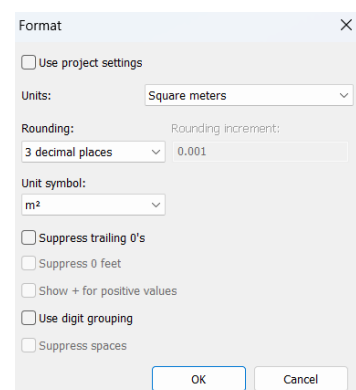 Format
Use project settings
Units: Square meters
Rounding: Rounding increment:
3 decimal places 0.001
Unit symbol:
m²
Suppress trailing 0's
Suppress 0 feet
Show + for positive values
Use digit grouping
Suppress spaces
OK Cancel